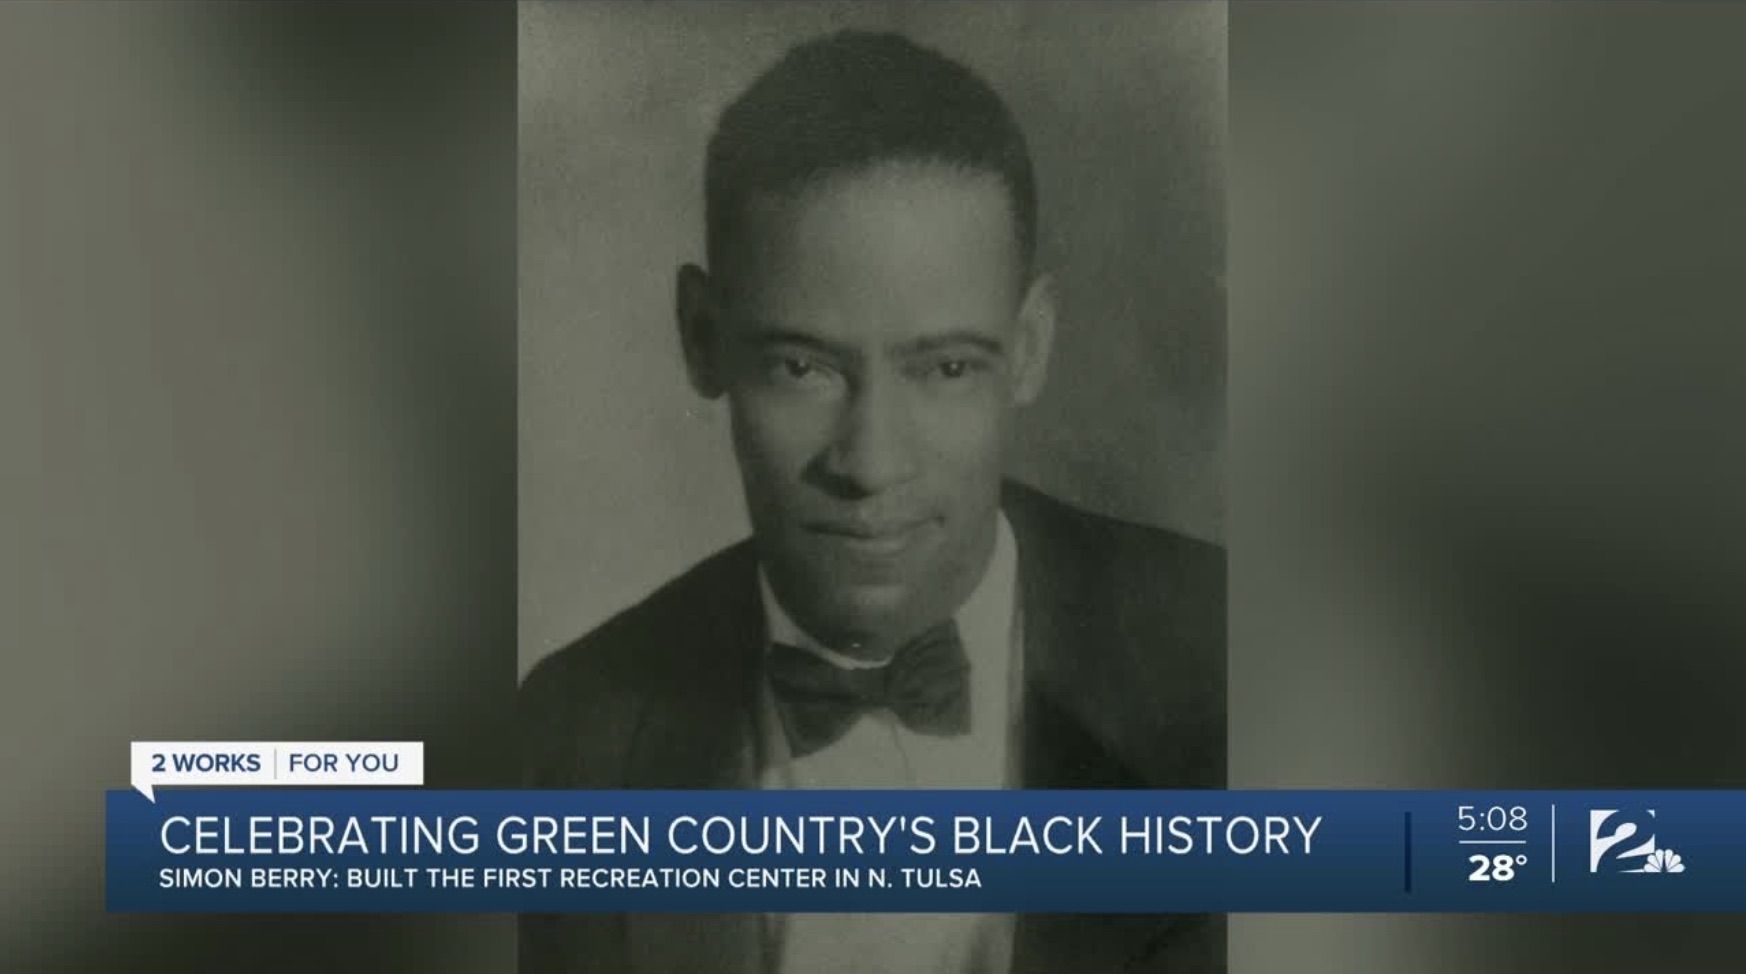 2 WORKS FOR YOU
CELEBRATING GREEN COUNTRY'S BLACK HISTORY
SIMON BERRY: BUILT THE FIRST RECREATION CENTER IN N. TULSA
5:08
28°
2